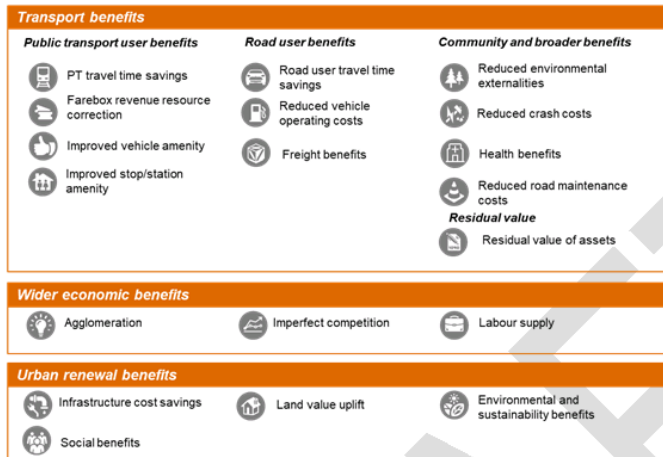 Transport benefits
Public transport user benefits
PT travel time savings
Farebox revenue resource
correction
Improved vehicle amenity
Improved stop/station
amenity
Road user benefits
Road user travel time
savings
Reduced vehicle
operating costs
Freight benefits
Community and broader benefits
Reduced environmental
externalities
Reduced crash costs
Health benefits
Reduced road maintenance
costs
Residual value
Residual value of assets
Wider economic benefits
Agglomeration
Imperfect competition
Labour supply
Urban renewal benefits
Infrastructure cost savings
Land value uplift
Environmental and
sustainability benefits
Social benefits